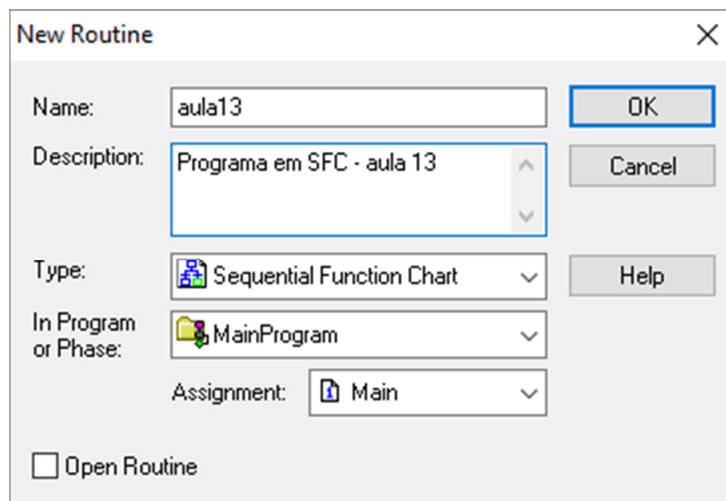 New Routine
Name: aula13 OK
Description: Programa em SFC - aula 13 Cancel
Type: Sequential Function Chart Help
In Program
or Phase: MainProgram
Assignment: Main
Open Routine